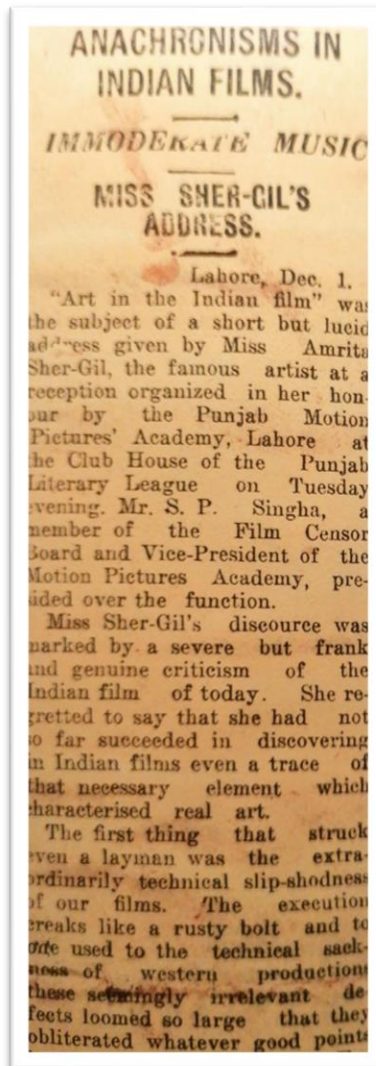 ANACHRONISMS IN
INDIAN FILMS.
IMMODERATE MUSIC
MISS SHER-GIL'S
ADDRESS.
Lahore, Dec. 1.
"Art in the Indian film" was
the subject of a short but lucid
address given by Miss Amrita
Sher-Gil, the famous artist at a
reception organized in her hon-
our by the Punjab Motion
Pictures' Academy, Lahore at
the Club House of the Punjab
Literary League on Tuesday
evening. Mr. S. P. Singha, a
member of the Film Censor
Board and Vice-President of the
Motion Pictures Academy, pre-
sided over the function.
Miss Sher-Gil's discource was
marked by a severe but frank
and genuine criticism of the
Indian film of today. She re-
gretted to say that she had not
so far succeeded in discovering
in Indian films even a trace of
that necessary element which
characterised real art.
The first thing that struck
even a layman was the extra-
ordinarily technical slip-shodness
of our films. The execution
creaks like a rusty bolt and to
used to the technical
of western productions
these seemingly irrelevant de-
fects loomed so large that they
obliterated whatever good points